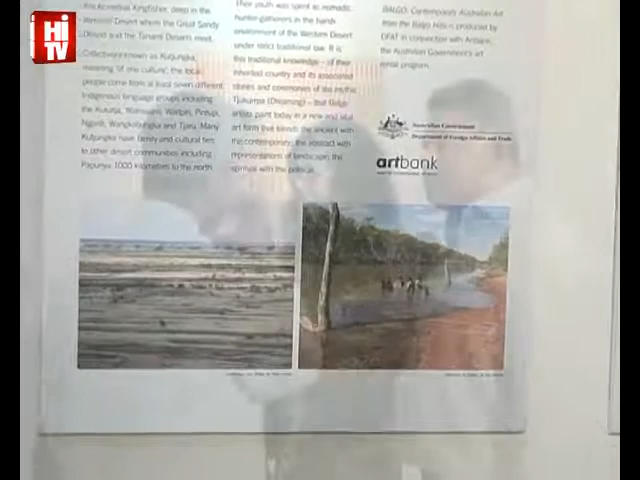 Hi
TV
the Ancestral Kingfisher, deep in the
Western Desert where the Great Sandy
Desert and the Tanami Deserts meet.
Collectively known as Kutjungka,
meaning 'of one culture', the local
people come from at least seven different
Indigenous language groups including
the Kukatja, Walmajarri, Warlpiri, Pintupi,
Ngardi, Wangkajungka and Tjaru. Many
Kutjungka have family and cultural ties
to other desert communities including
Papunya 1000 kilometres to the north
Their youth was spent as nomadic
hunter-gatherers in the harsh
environment of the Western Desert
under strict traditional law. It is
this traditional knowledge – of their
inherited country and its associated
stories and ceremonies of the mythic
Tjukurrpa (Dreaming) – that Balgo
artists paint today in a new and vital
art form that blends the ancient with
the contemporary, the abstract with
representations of landscape, the
spiritual with the political.
BALGO: Contemporary Australian Art
from the Balgo Hills is produced by
DFAT in conjunction with Artbank,
the Australian Government's art
rental program.
Australian Government
Department of Foreign Affairs and Trade
artbank